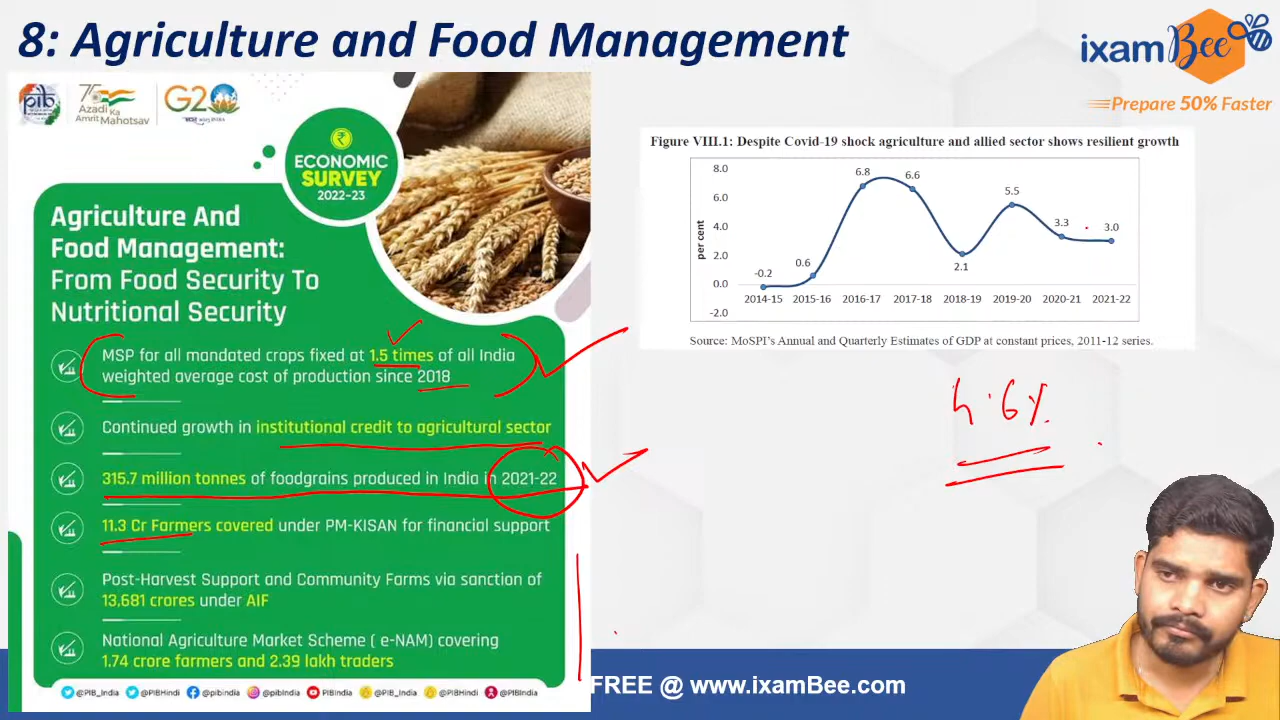 8: Agriculture and Food Management
ixamBee
Prepare 50% Faster
pib
75
Azadi Ka
Amrit Mahotsav
G20
ECONOMIC
SURVEY
2022-23
Agriculture And
Food Management:
From Food Security To
Nutritional Security
MSP for all mandated crops fixed at 1.5 times of all India
weighted average cost of production since 2018
Continued growth in institutional credit to agricultural sector
315.7 million tonnes of foodgrains produced in India in 2021-22
11.3 Cr Farmers covered under PM-KISAN for financial support
Post-Harvest Support and Community Farms via sanction of
13,681 crores under AIF
National Agriculture Market Scheme ( e-NAM) covering
1.74 crore farmers and 2.39 lakh traders
@PIB_India @PIBHindi @pibindia @pibindia PIBIndia @PIB_India @PIBHindi @PIBIndia
Figure VIII.1: Despite Covid-19 shock agriculture and allied sector shows resilient growth
per cent
8.0
6.0
4.0
2.0
0.0
-2.0
-0.2
0.6
6.8
6.6
2.1
5.5
3.3
3.0
2014-15 2015-16 2016-17 2017-18 2018-19 2019-20 2020-21 2021-22
Source: MoSPI's Annual and Quarterly Estimates of GDP at constant prices, 2011-12 series.
4.6%
FREE @ www.ixamBee.com